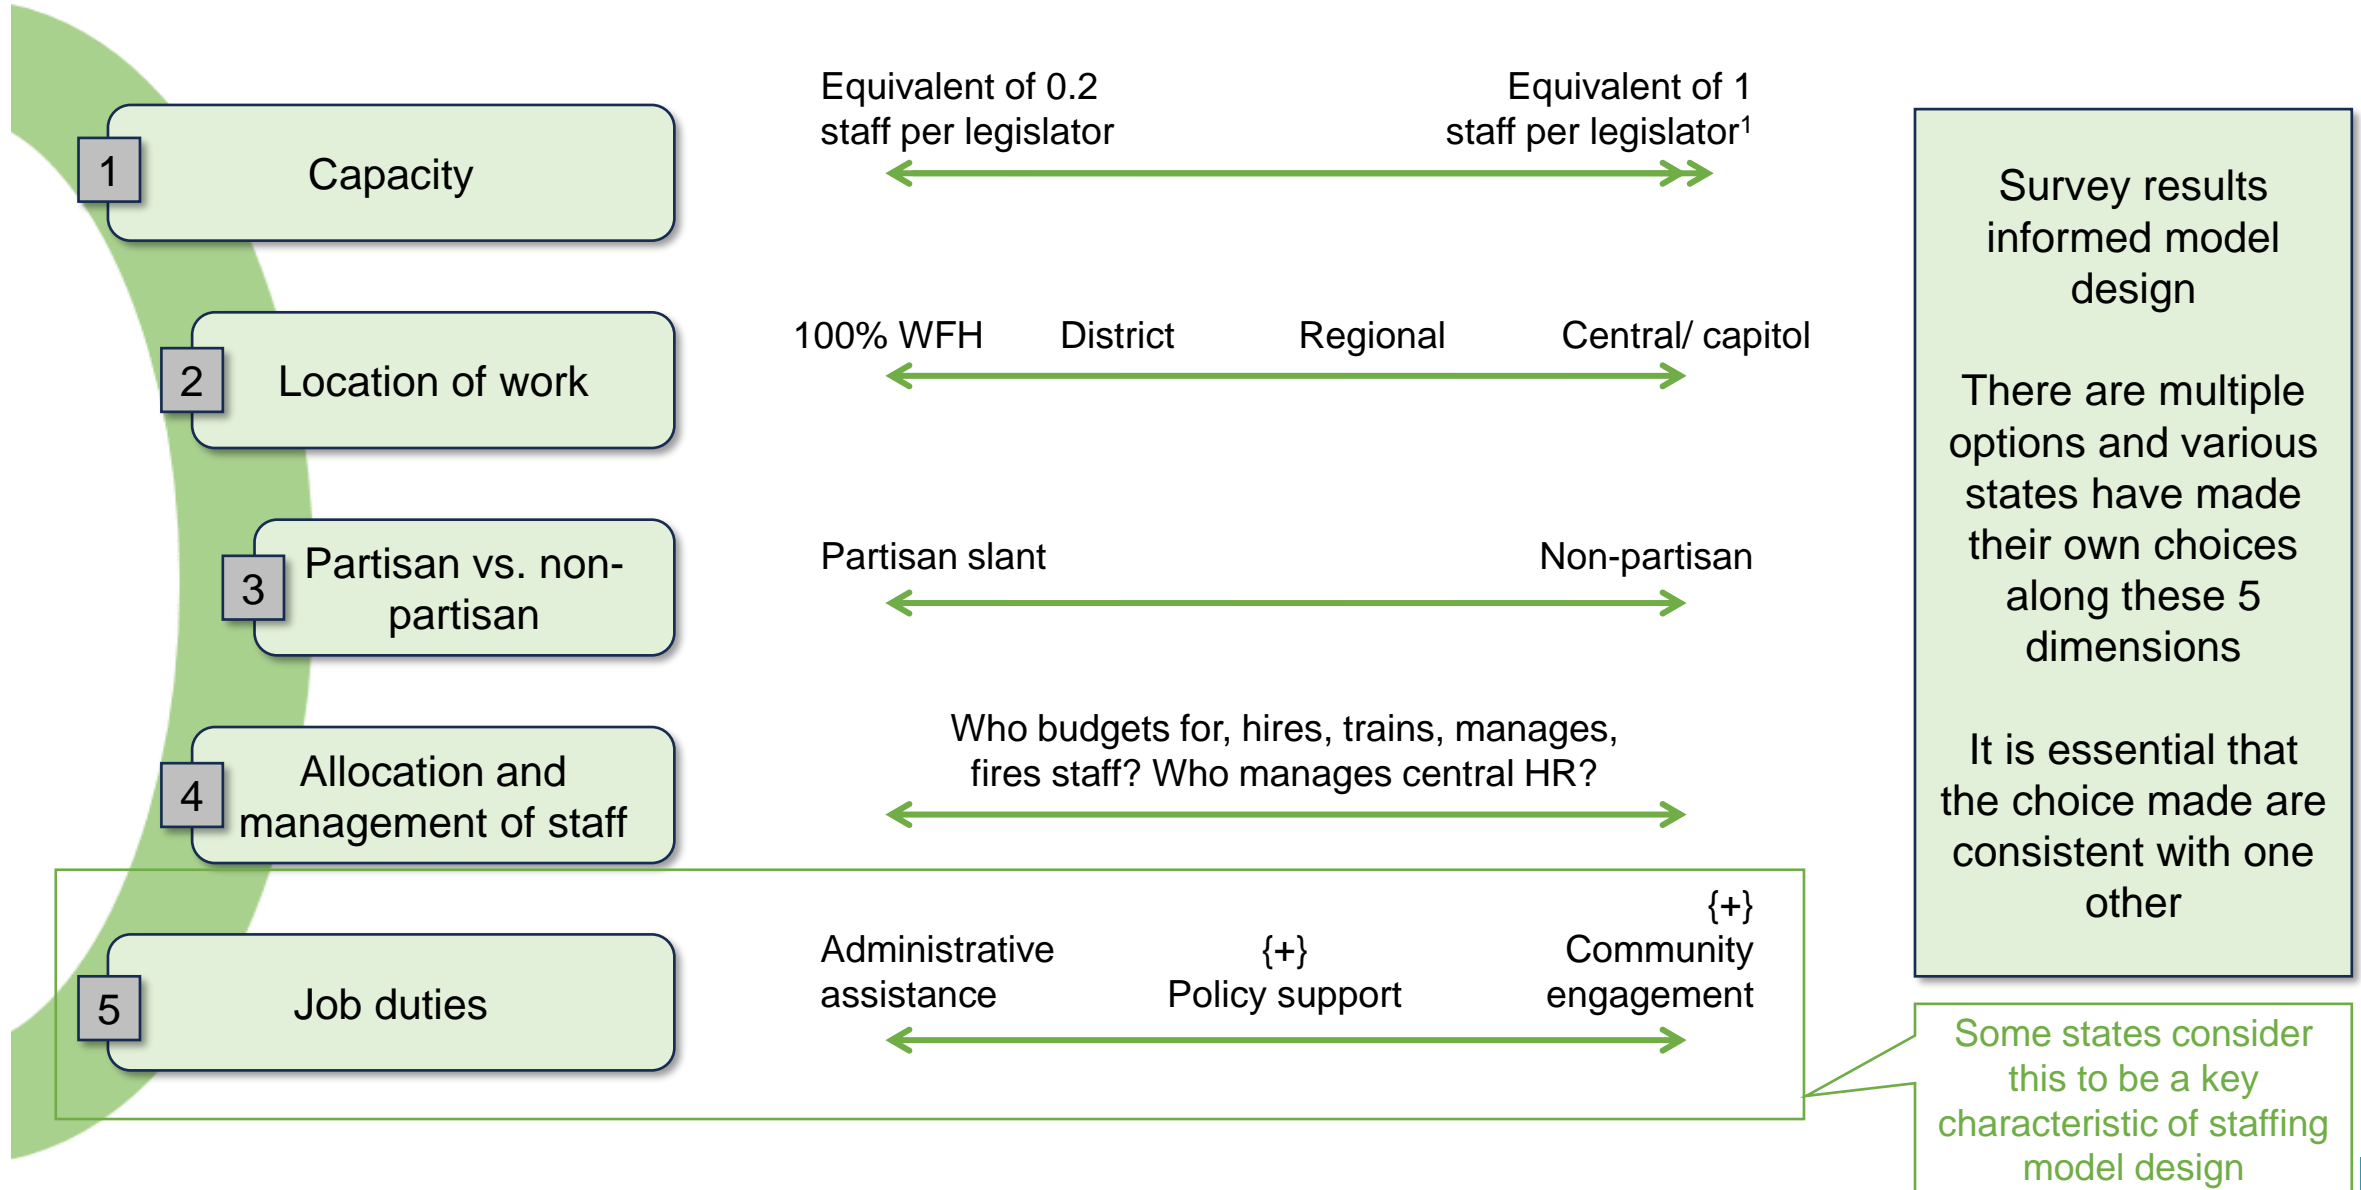 1
Capacity
Equivalent of 0.2
staff per legislator
Equivalent of 1
staff per legislator¹
2
Location of work
100% WFH
District
Regional
Central/ capitol
3
Partisan vs. non-
partisan
Partisan slant
Non-partisan
4
Allocation and
management of staff
Who budgets for, hires, trains, manages,
fires staff? Who manages central HR?
5
Job duties
Administrative
assistance
{+}
Policy support
{+}
Community
engagement
Survey results
informed model
design
There are multiple
options and various
states have made
their own choices
along these 5
dimensions
It is essential that
the choice made are
consistent with one
other
Some states consider
this to be a key
characteristic of staffing
model design